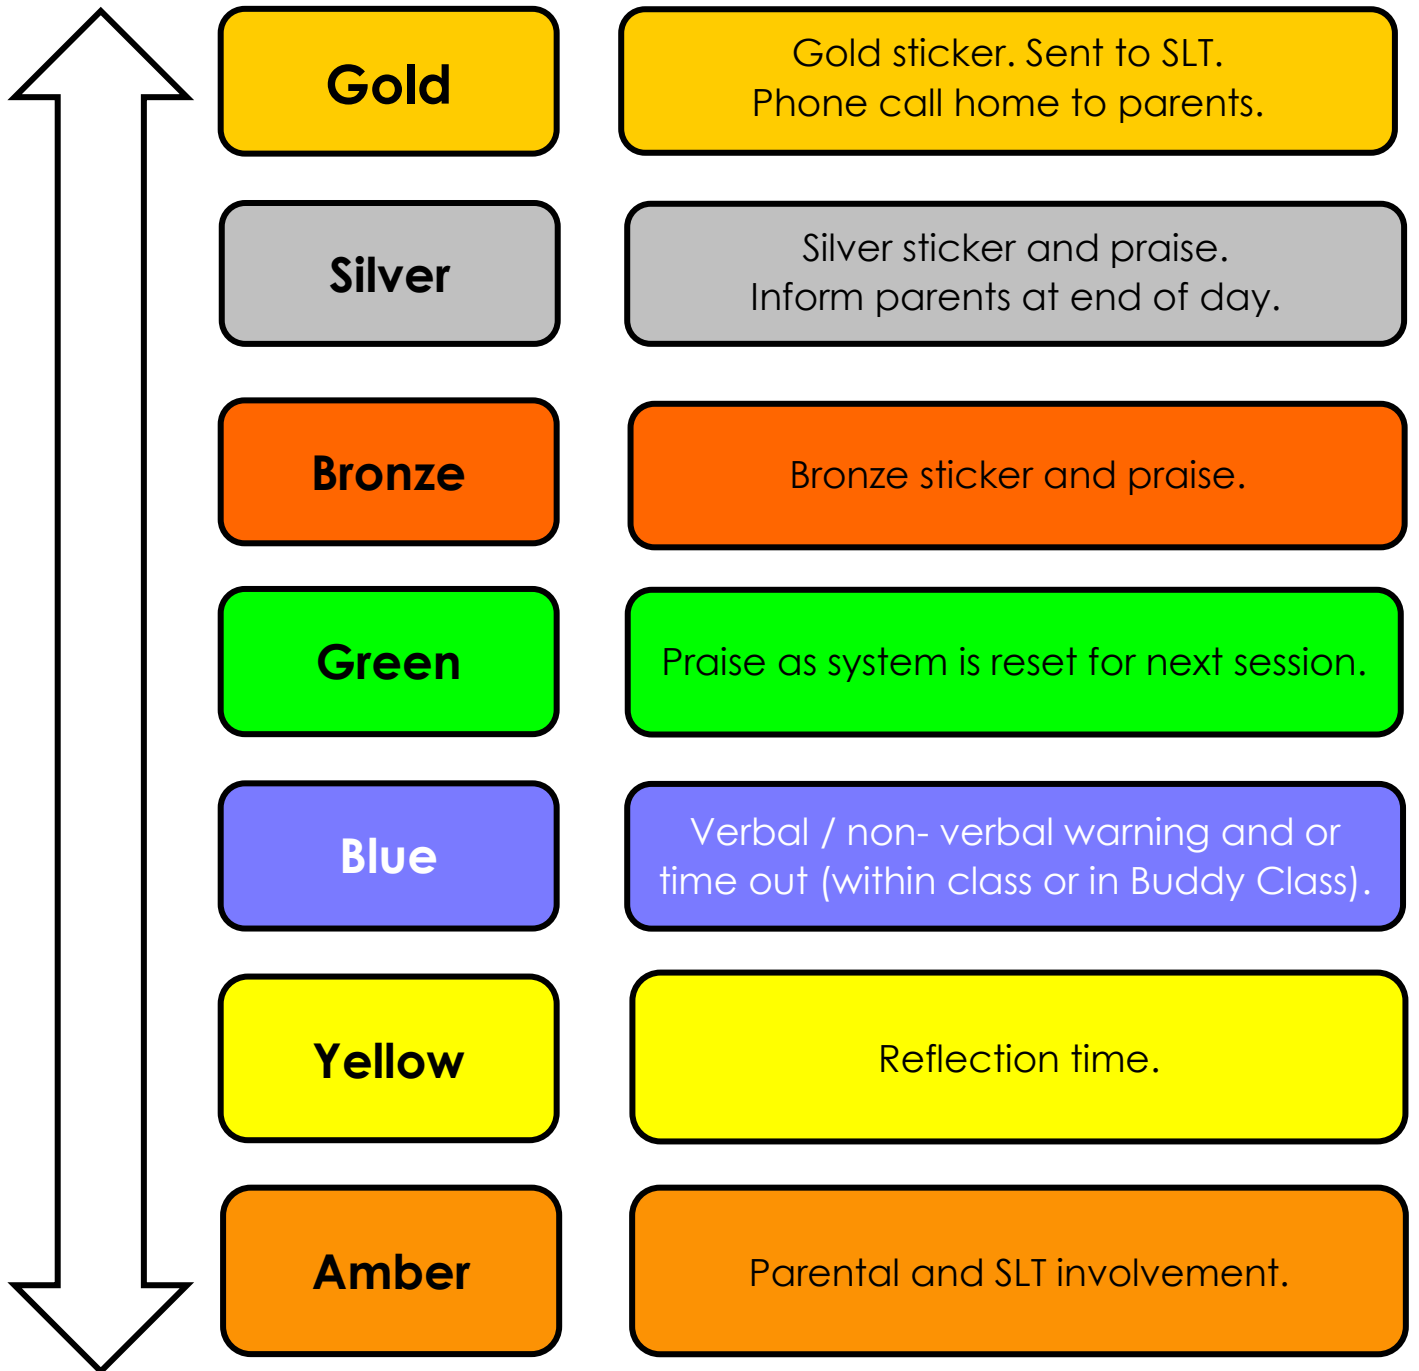 Gold
Gold sticker. Sent to SLT.
Phone call home to parents.
Silver
Silver sticker and praise.
Inform parents at end of day.
Bronze
Bronze sticker and praise.
Green
Praise as system is reset for next session.
Blue
Verbal / non- verbal warning and or
time out (within class or in Buddy Class).
Yellow
Reflection time.
Amber
Parental and SLT involvement.